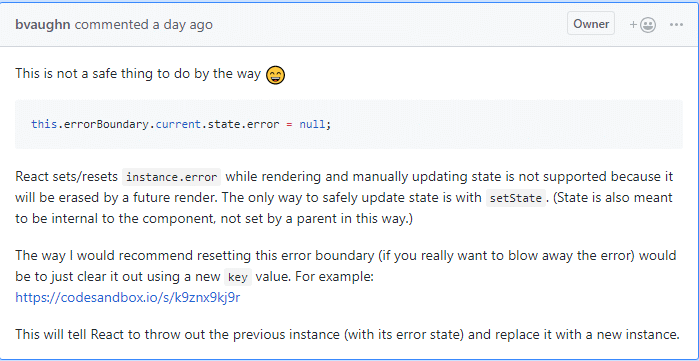 bvaughn commented a day ago Owner
This is not a safe thing to do by the way 😄
this.errorBoundary.current.state.error = null;
React sets/resets instance.error while rendering and manually updating state is not supported because it
will be erased by a future render. The only way to safely update state is with setState. (State is also meant
to be internal to the component, not set by a parent in this way.)
The way I would recommend resetting this error boundary (if you really want to blow away the error) would
be to just clear it out using a new key value. For example:
https://codesandbox.io/s/k9znx9kj9r
This will tell React to throw out the previous instance (with its error state) and replace it with a new instance.